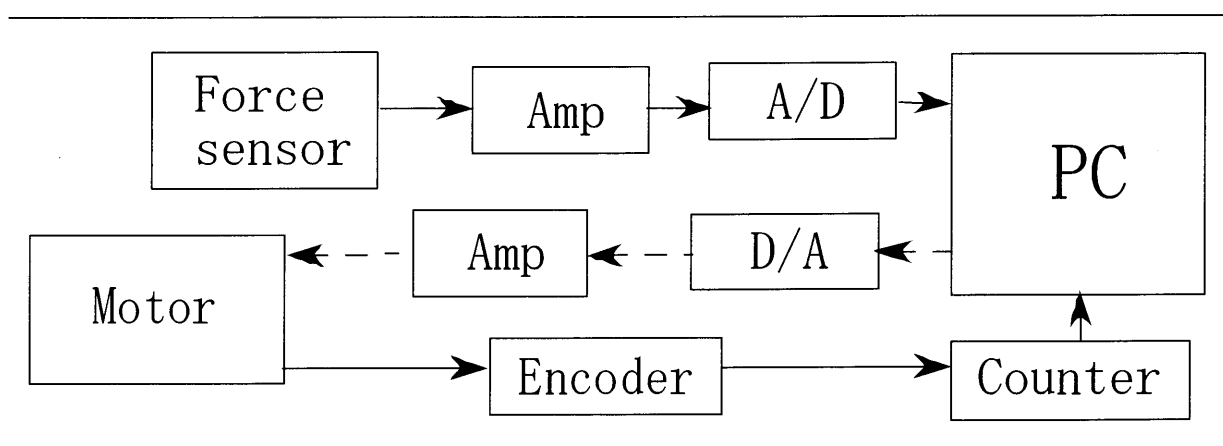 Force
sensor
Amp
A/D
PC
Motor
Amp
D/A
Encoder
Counter